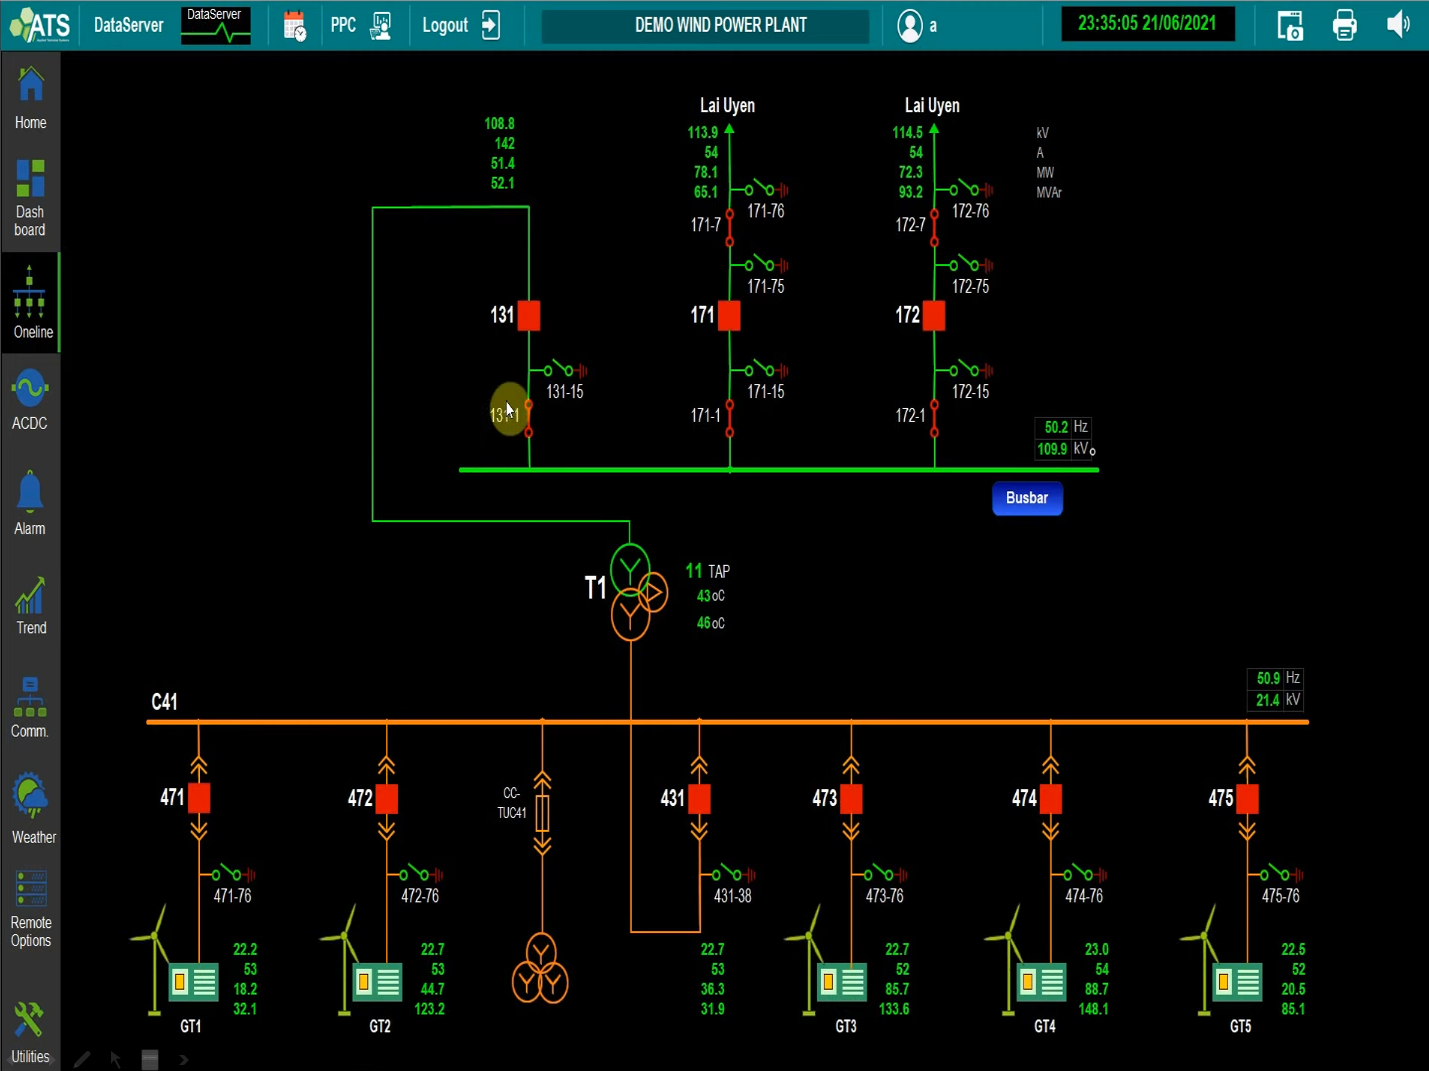 ATS
DataServer
DataServer
PPC
Logout
DEMO WIND POWER PLANT
a
23:35:05 21/06/2021
Home
Dash
board
Oneline
ACDC
Alarm
Trend
Comm.
Weather
Remote
Options
Utilities
108.8
142
51.4
52.1
131
131-15
131-1
Lai Uyen
113.9
54
78.1
65.1
171-76
171-7
171-75
171
171-15
171-1
Lai Uyen
114.5
54
72.3
93.2
172-76
172-7
172-75
172
172-15
172-1
kV
A
MW
MVAr
50.2 Hz
109.9 kV
Busbar
T1
11 TAP
43 oC
46 oC
C41
50.9 Hz
21.4 kV
471
471-76
22.2
53
18.2
32.1
GT1
472
472-76
22.7
53
44.7
123.2
GT2
CC-
TUC41
431
431-38
22.7
53
36.3
31.9
473
473-76
22.7
52
85.7
133.6
GT3
474
474-76
23.0
54
88.7
148.1
GT4
475
475-76
22.5
52
20.5
85.1
GT5